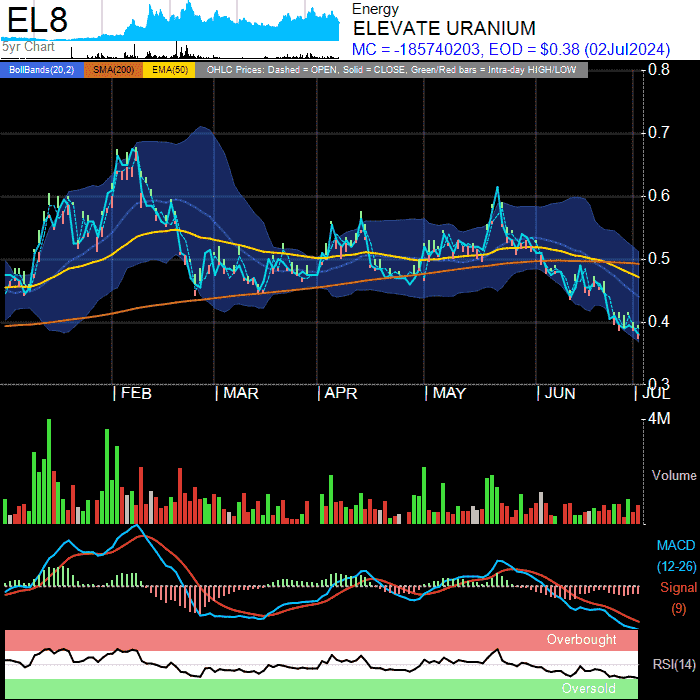 EL8
5yr Chart
Energy
ELEVATE URANIUM
MC = -185740203, EOD = $0.38 (02Jul2024)
BollBands(20,2) SMA(200) EMA(50) OHLC Prices: Dashed = OPEN, Solid = CLOSE, Green/Red bars = Intra-day HIGH/LOW
0.8
0.7
0.6
0.5
0.4
0.3
FEB MAR APR MAY JUN JUL
4M
Volume
MACD
(12-26)
Signal
(9)
Overbought
RSI(14)
Oversold